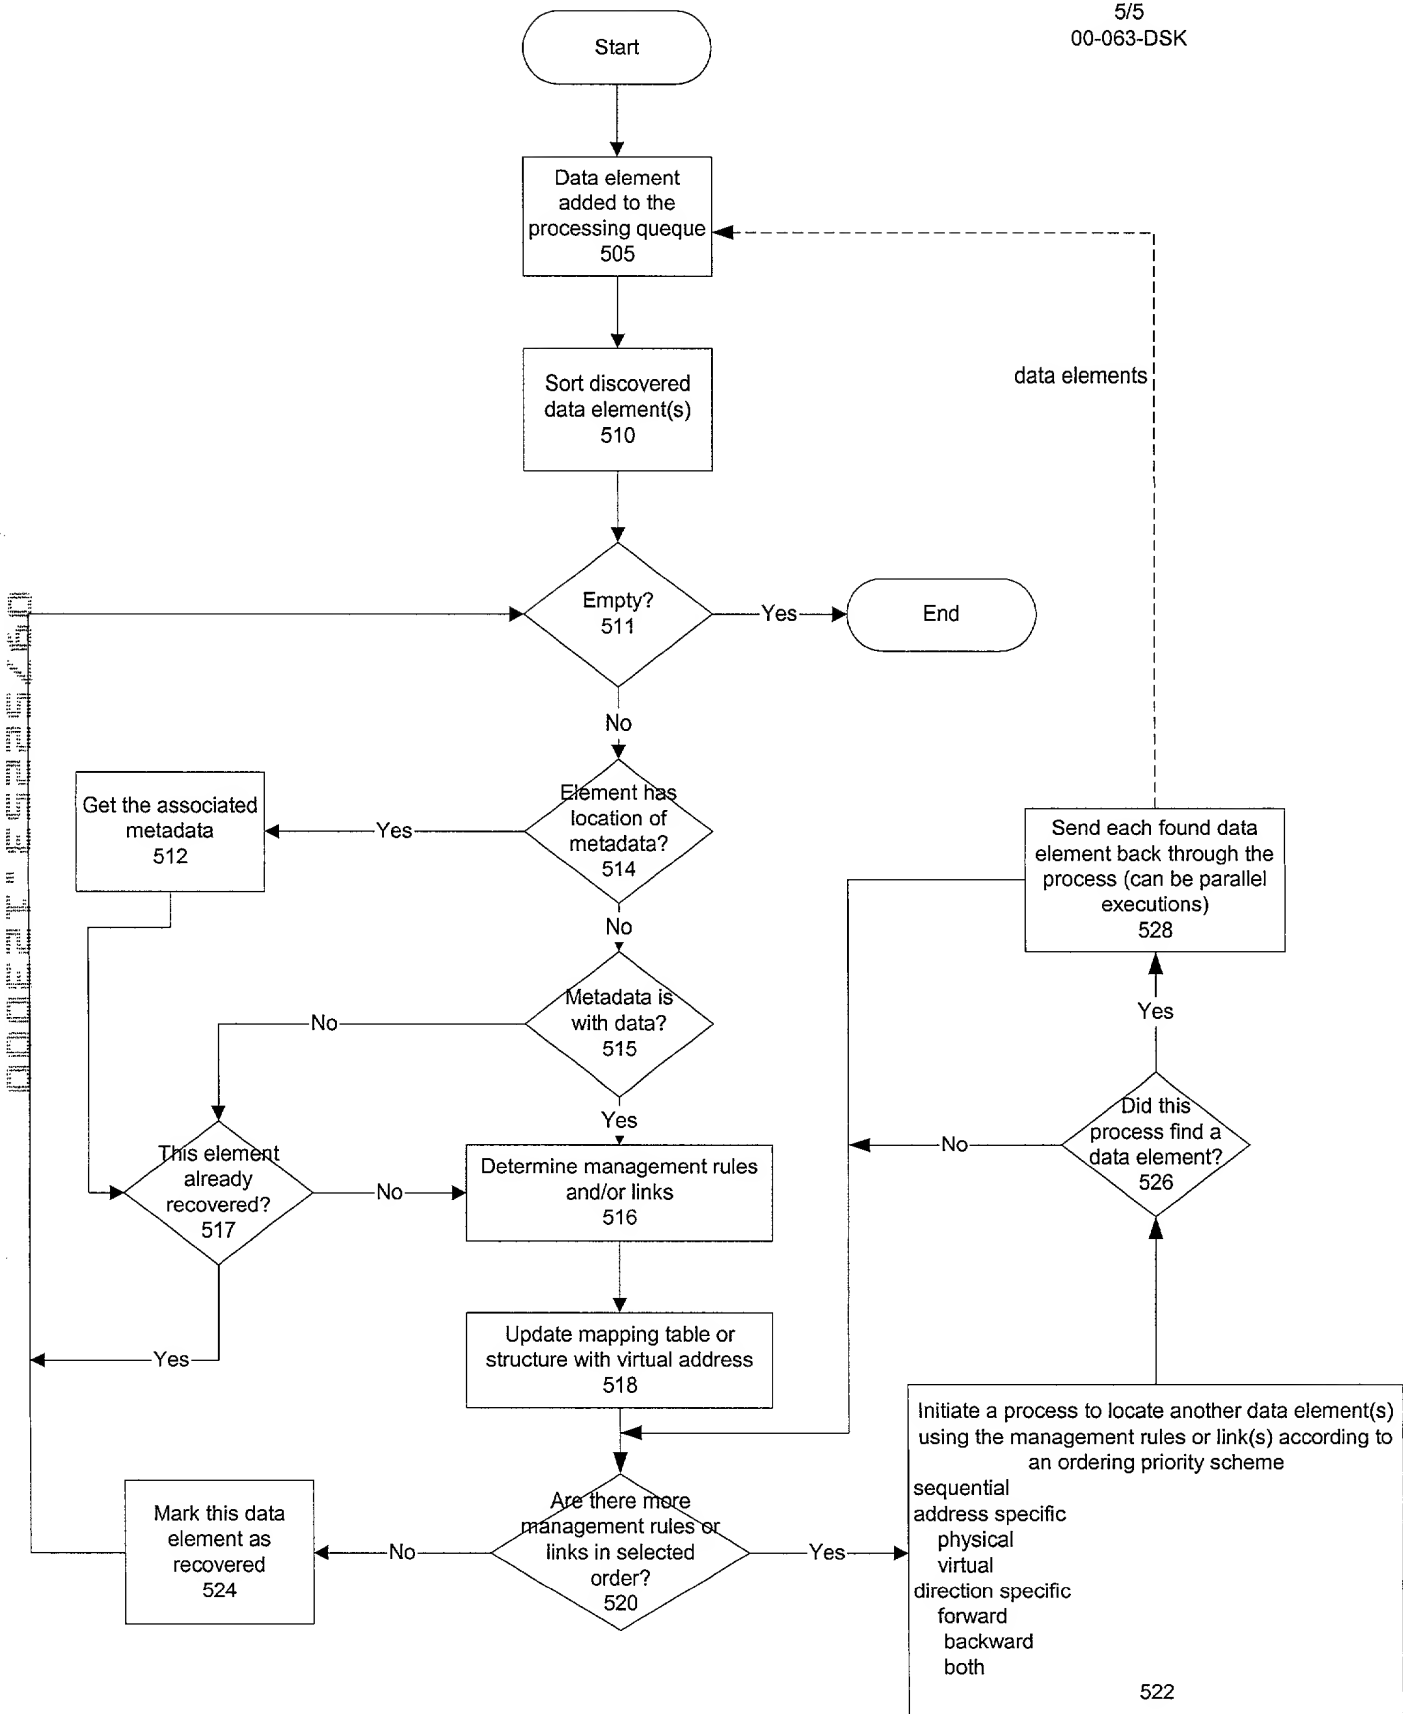 5/5
00-063-DSK
Start
Data element
added to the
processing queque
505
data elements
Sort discovered
data element(s)
510
Empty?
511
Yes
End
No
Element has
location of
metadata?
514
Yes
Get the associated
metadata
512
No
Metadata is
with data?
515
No
Yes
This element
already
recovered?
517
No
Yes
Determine management rules
and/or links
516
Update mapping table or
structure with virtual address
518
Are there more
management rules or
links in selected
order?
520
No
Mark this data
element as
recovered
524
Yes
Initiate a process to locate another data element(s)
using the management rules or link(s) according to
an ordering priority scheme
sequential
address specific
physical
virtual
direction specific
forward
backward
both
522
Did this
process find a
data element?
526
No
Yes
Send each found data
element back through the
process (can be parallel
executions)
528